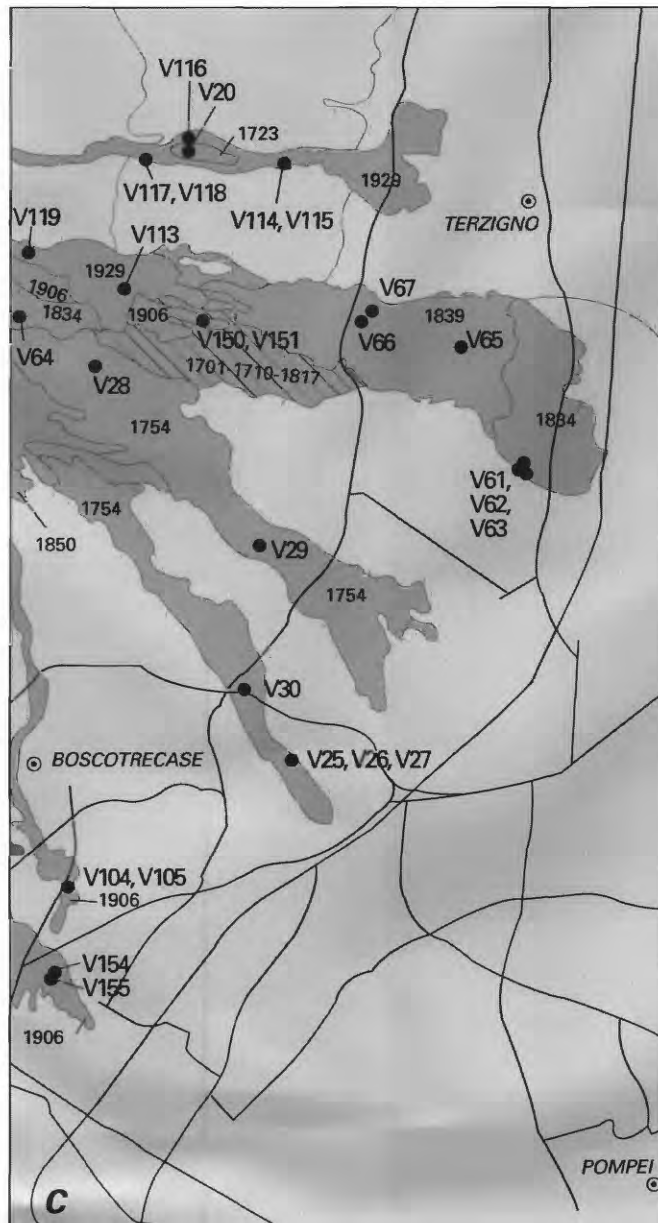 V116
V20
1723
V117, V118
V114, V115
1929
TERZIGNO
V119
V113
1929
1906
1834
1906
V67
V66
1839
V65
V64
V150, V151
1701-1710-1817
V28
1754
1834
V61,
V62,
V63
1754
1850
V29
1754
V30
BOSCOTRECASE
V25, V26, V27
V104, V105
1906
V154
V155
1906
POMPEI
C